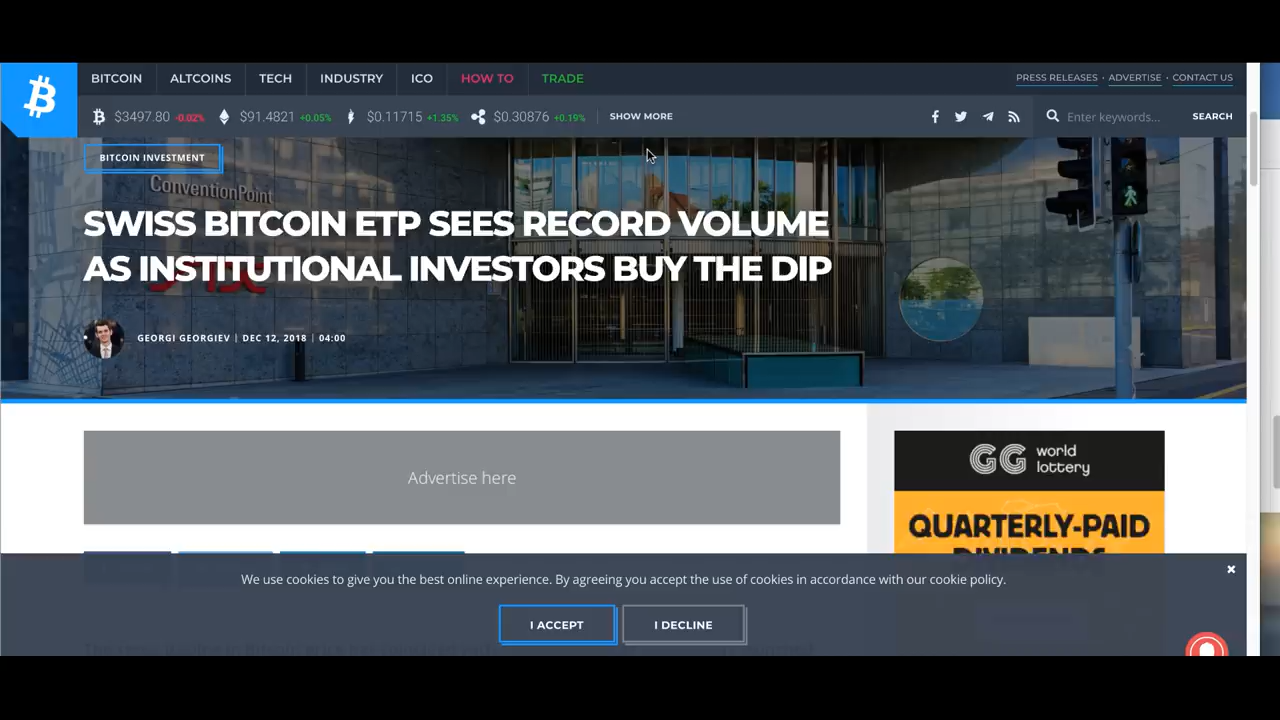 BITCOIN
ALTCOINS
TECH
INDUSTRY
ICO
HOW TO
TRADE
PRESS RELEASES · ADVERTISE · CONTACT US
$3497.80 -0.02%
$91.4821 +0.05%
$0.11715 +1.35%
$0.30876 +0.19%
SHOW MORE
Enter keywords...
SEARCH
BITCOIN INVESTMENT
ConventionPoint
SWISS BITCOIN ETP SEES RECORD VOLUME
AS INSTITUTIONAL INVESTORS BUY THE DIP
GEORGI GEORGIEV | DEC 12, 2018 | 04:00
Advertise here
GG world
lottery
QUARTERLY-PAID
DIVIDENDS
We use cookies to give you the best online experience. By agreeing you accept the use of cookies in accordance with our cookie policy.
I ACCEPT
I DECLINE